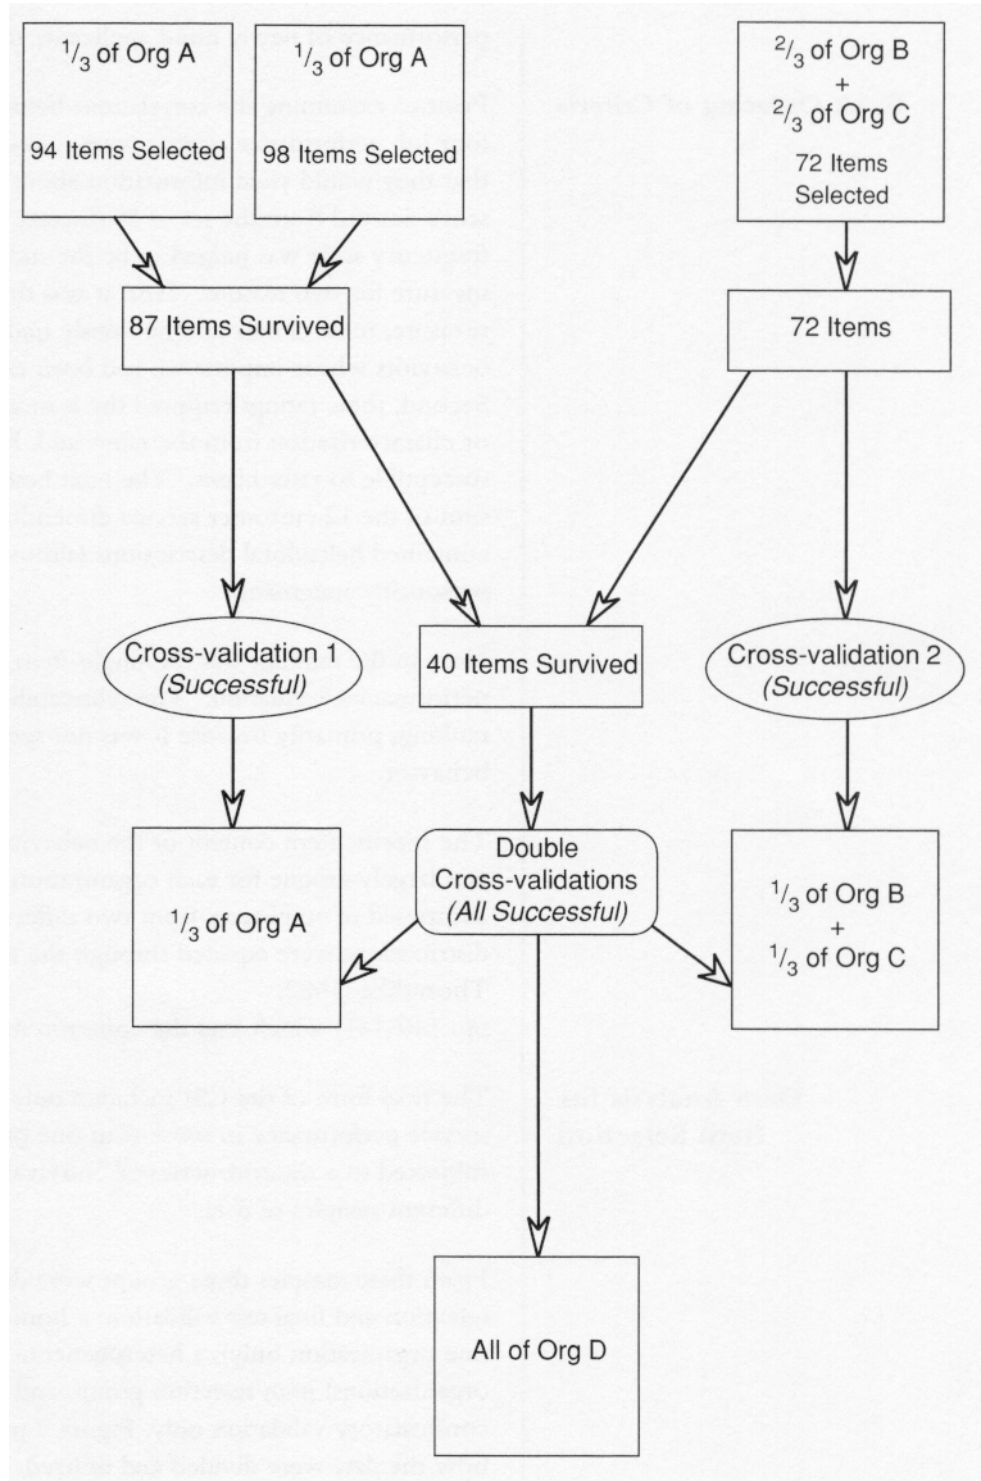 1/3 of Org A
94 Items Selected
1/3 of Org A
98 Items Selected
2/3 of Org B
+
2/3 of Org C
72 Items
Selected
87 Items Survived
72 Items
Cross-validation 1
(Successful)
40 Items Survived
Cross-validation 2
(Successful)
1/3 of Org A
Double
Cross-validations
(All Successful)
1/3 of Org B
+
1/3 of Org C
All of Org D